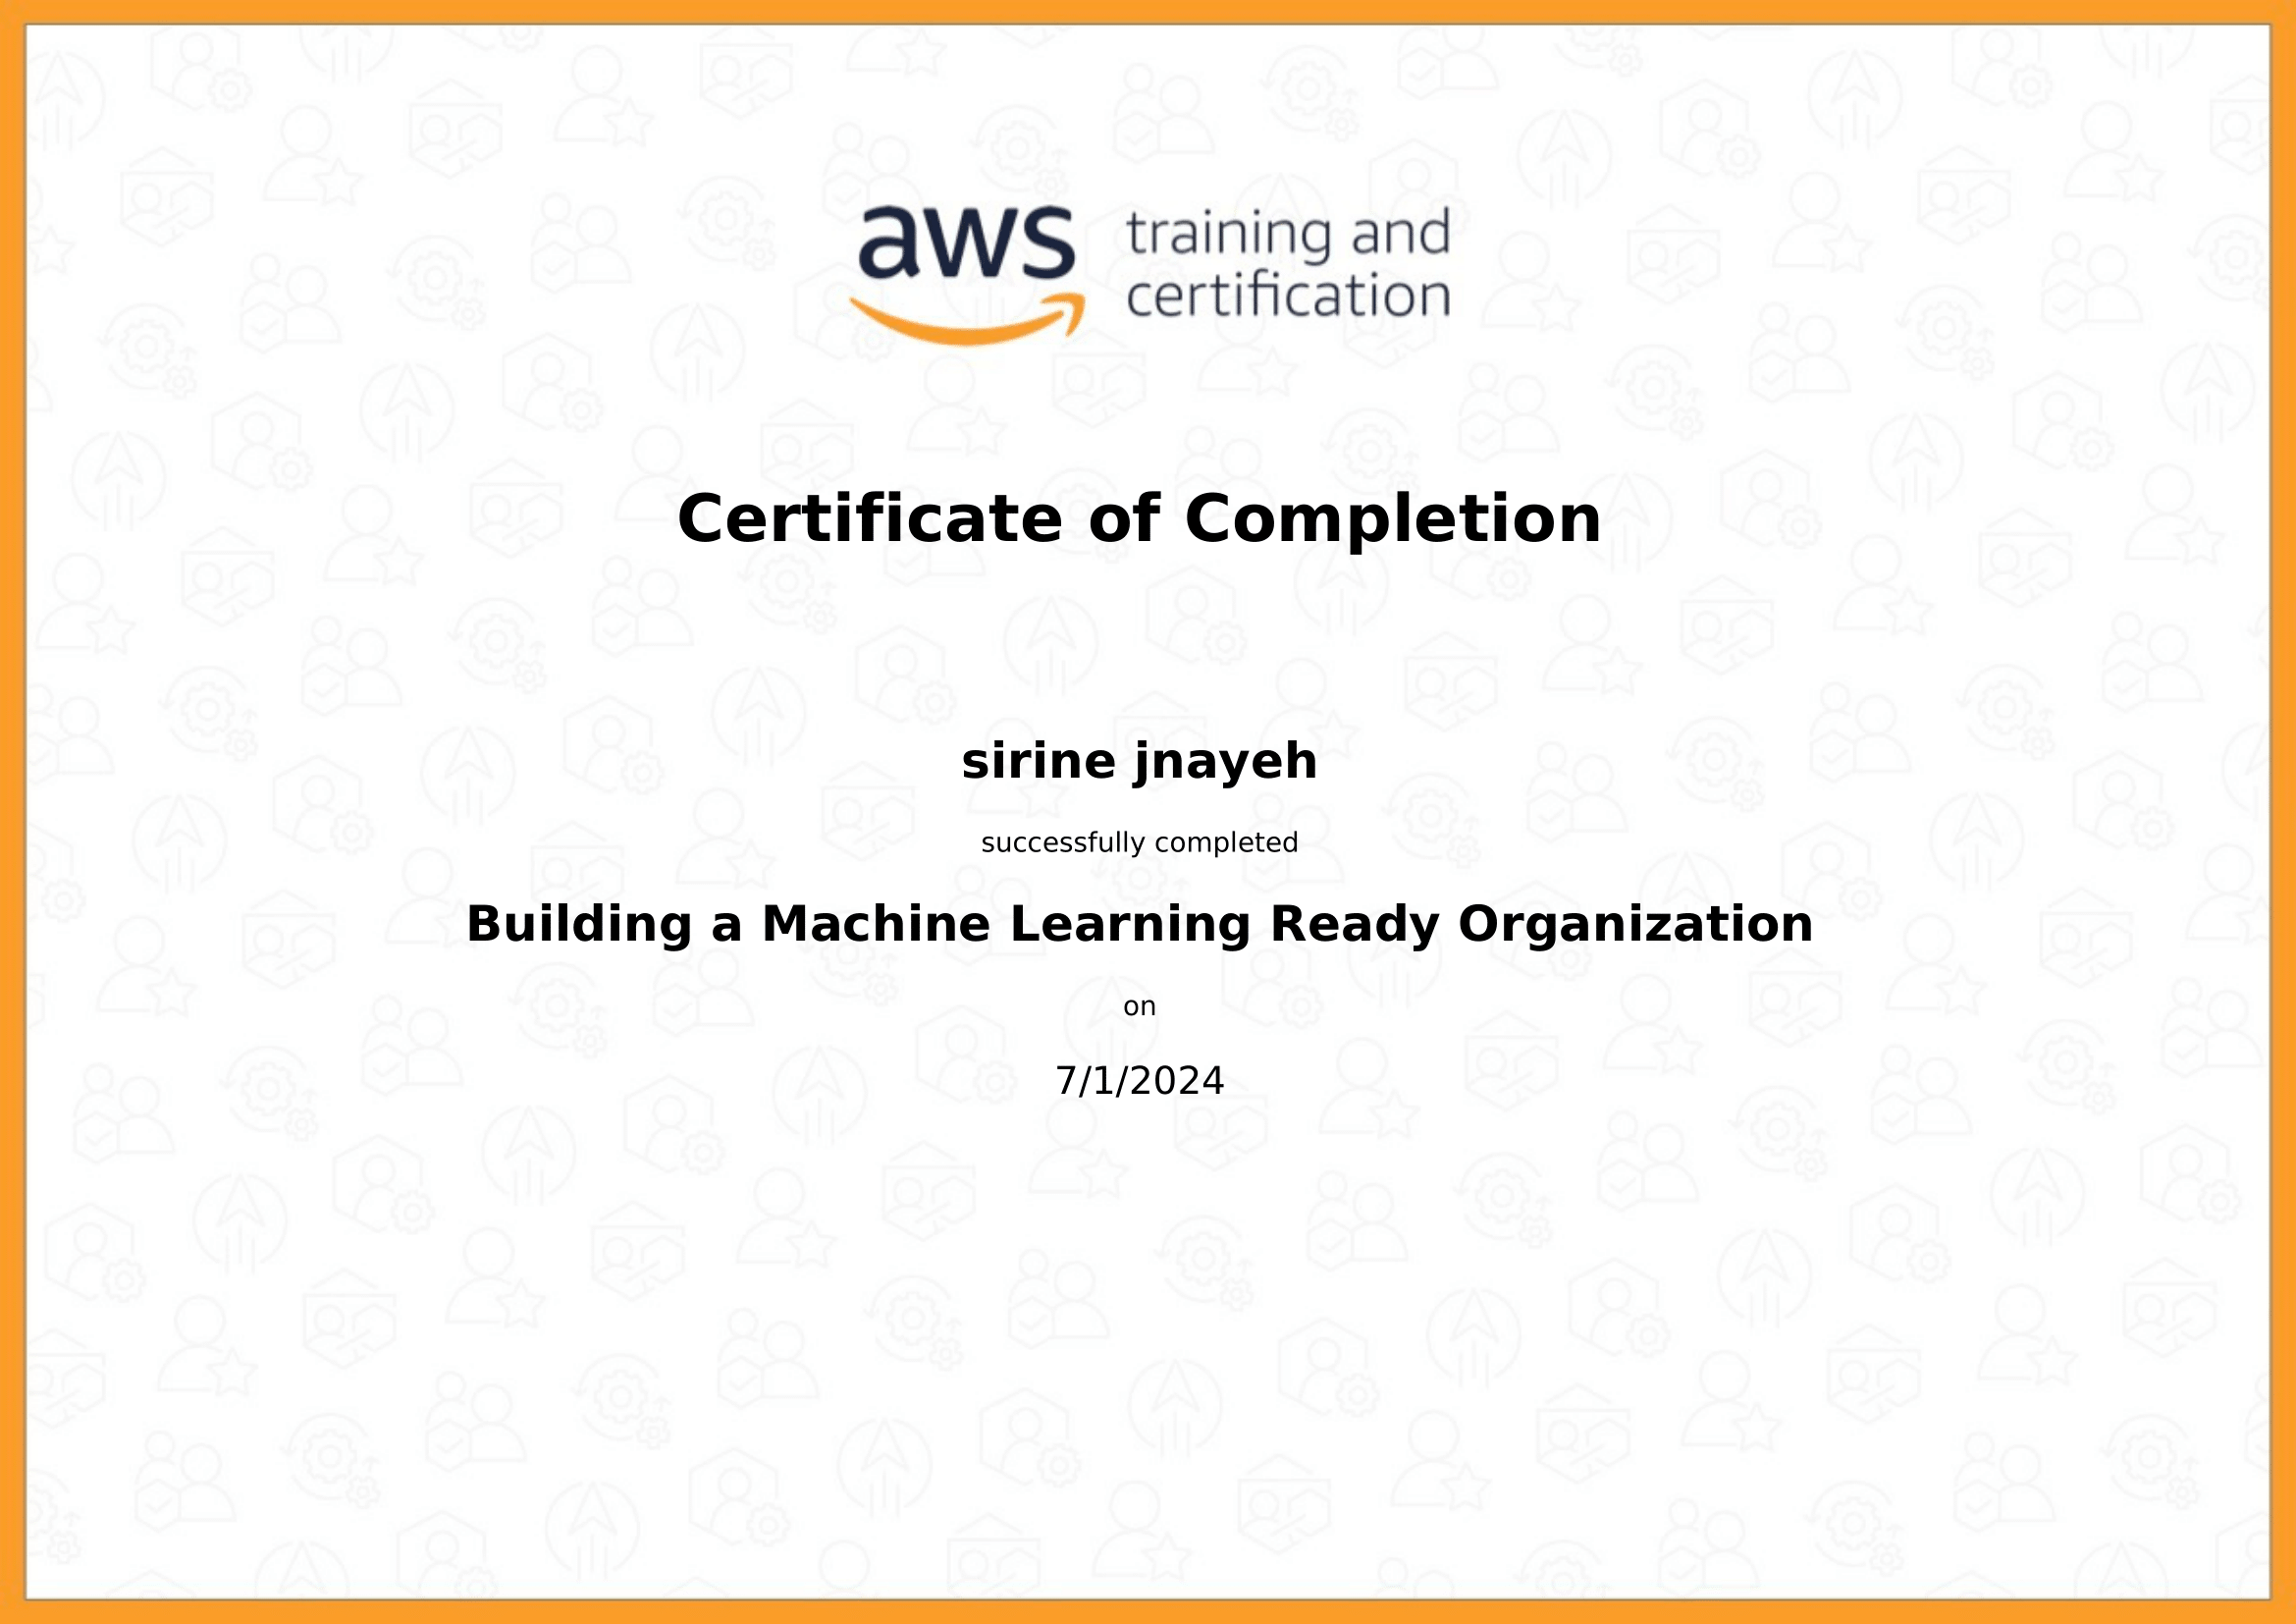 aws training and
certification
Certificate of Completion
sirine jnayeh
successfully completed
Building a Machine Learning Ready Organization
on
7/1/2024